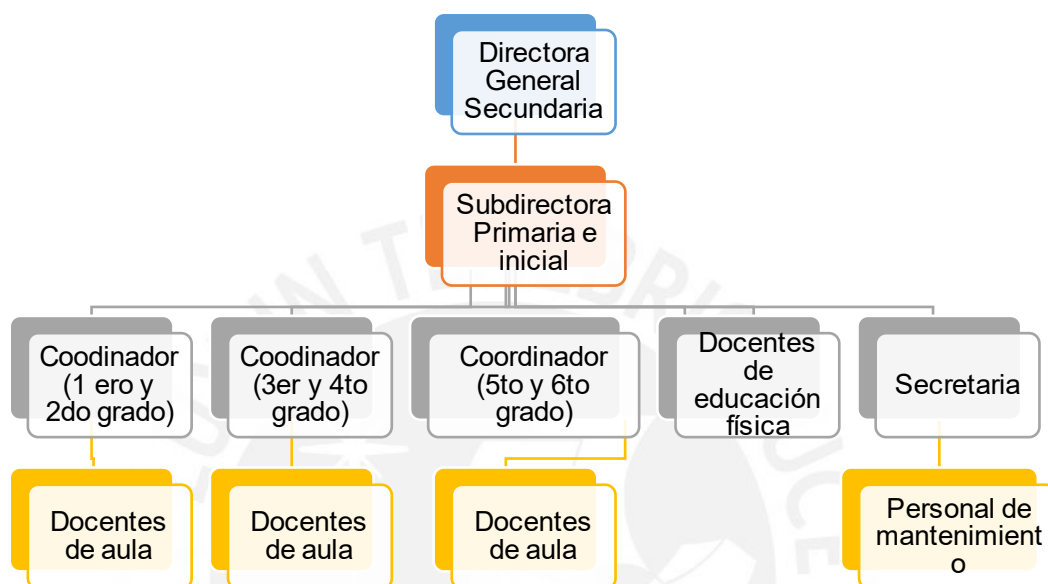 Directora
General
Secundaria
Subdirectora
Primaria e
inicial
Coodinador
(1 ero y
2do grado)
Coodinador
(3er y 4to
grado)
Coordinador
(5to y 6to
grado)
Docentes
de
educación
física
Secretaria
Docentes
de aula
Docentes
de aula
Docentes
de aula
Personal de
mantenimient
o